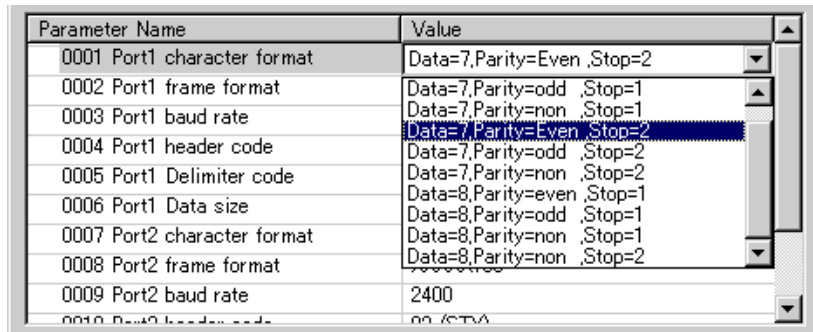 Parameter Name Value
0001 Port1 character format Data=7,Parity=Even ,Stop=2
0002 Port1 frame format Data=7,Parity=odd ,Stop=1
0003 Port1 baud rate Data=7,Parity=non ,Stop=1
Data=7,Parity=Even ,Stop=2
0004 Port1 header code Data=7,Parity=odd ,Stop=2
0005 Port1 Delimiter code Data=7,Parity=non ,Stop=2
Data=8,Parity=even ,Stop=1
0006 Port1 Data size Data=8,Parity=odd ,Stop=1
0007 Port2 character format Data=8,Parity=non ,Stop=1
Data=8,Parity=non ,Stop=2
0008 Port2 frame format
0009 Port2 baud rate 2400